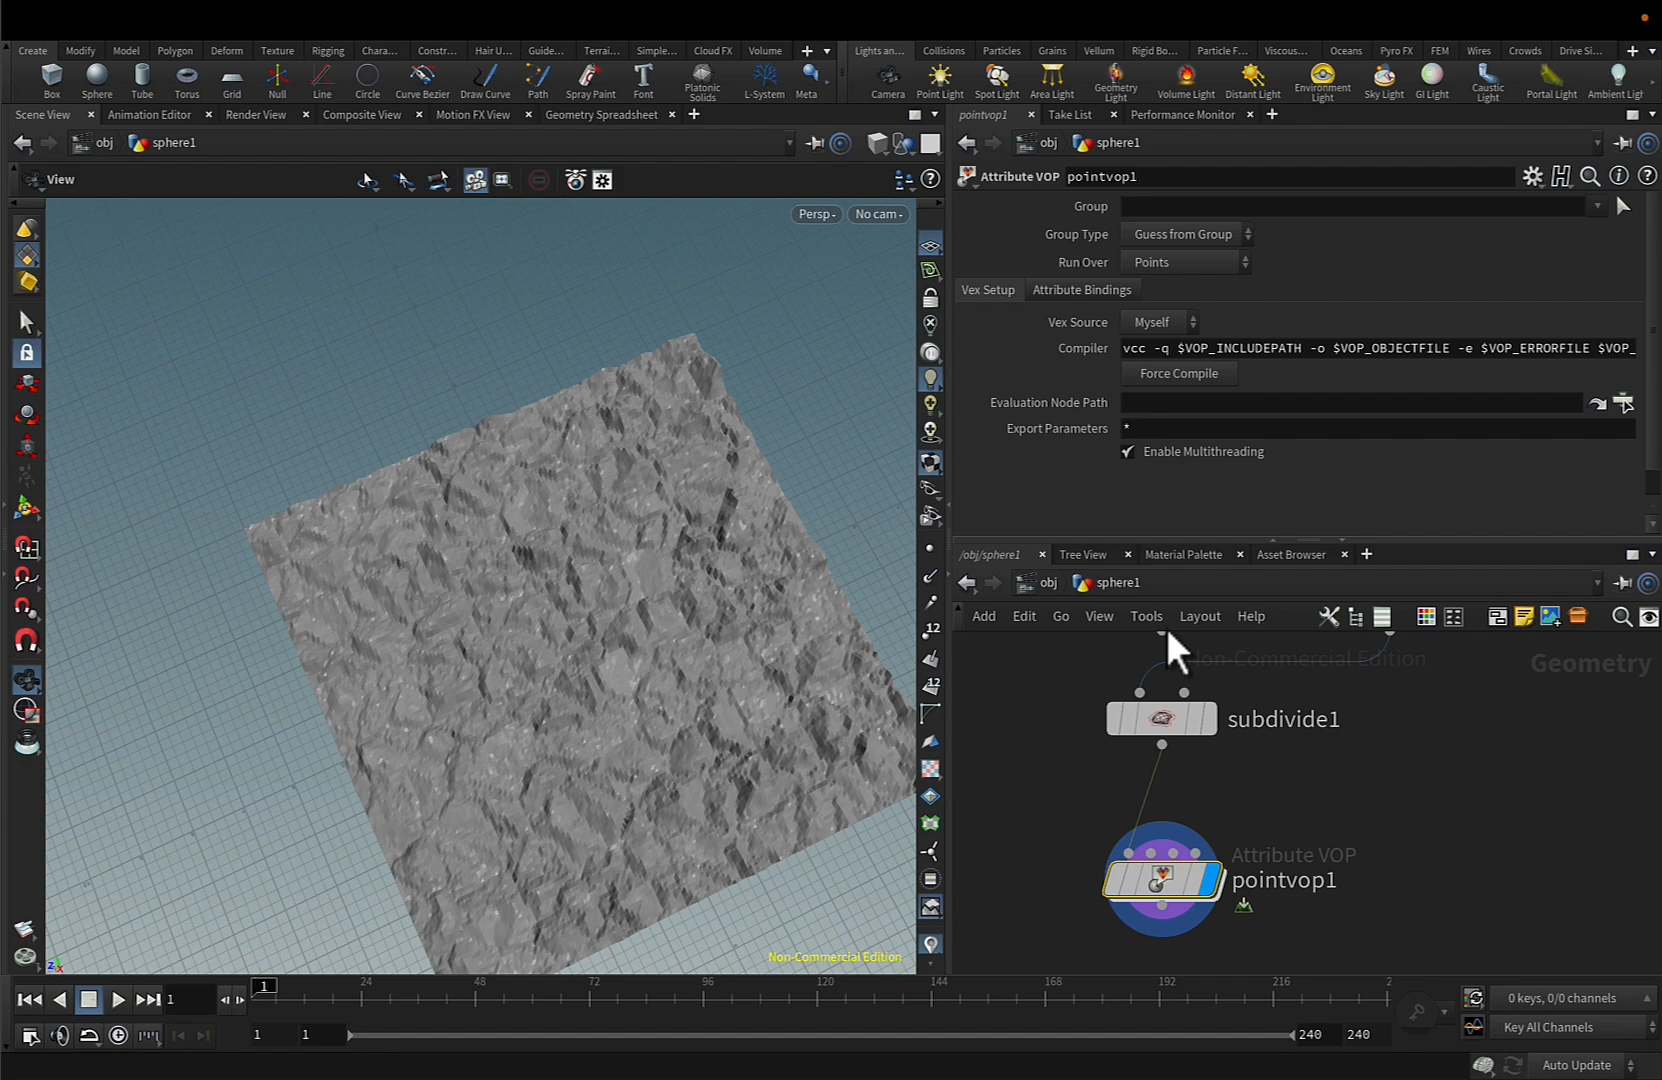 Create Modify Model Polygon Deform Texture Rigging Chara... Constr... Hair U... Guide... Terrai... Simple... Cloud FX Volume
Lights an... Collisions Particles Grains Vellum Rigid Bo... Particle F... Viscous... Oceans Pyro FX FEM Wires Crowds Drive Si...
Box Sphere Tube Torus Grid Null Line Circle Curve Bezier Draw Curve Path Spray Paint Font Platonic Solids L-System Meta
Camera Point Light Spot Light Area Light Geometry Light Volume Light Distant Light Environment Light Sky Light GI Light Caustic Light Portal Light Ambient Ligh
Scene View Animation Editor Render View Composite View Motion FX View Geometry Spreadsheet
pointvop1 Take List Performance Monitor
obj sphere1
obj sphere1
View
Attribute VOP pointvop1
Persp No cam
Group
Group Type Guess from Group
Run Over Points
Vex Setup Attribute Bindings
Vex Source Myself
Compiler vcc -q $VOP_INCLUDEPATH -o $VOP_OBJECTFILE -e $VOP_ERRORFILE $VOP_
Force Compile
Evaluation Node Path
Export Parameters *
Enable Multithreading
/obj/sphere1 Tree View Material Palette Asset Browser
obj sphere1
Add Edit Go View Tools Layout Help
12
12
Non-Commercial Edition
Geometry
subdivide1
Attribute VOP
pointvop1
Non-Commercial Edition
z x
1 24 48 72 96 120 144 168 192 216 2
1
0 keys, 0/0 channels
1 1 240 240
Key All Channels
Auto Update